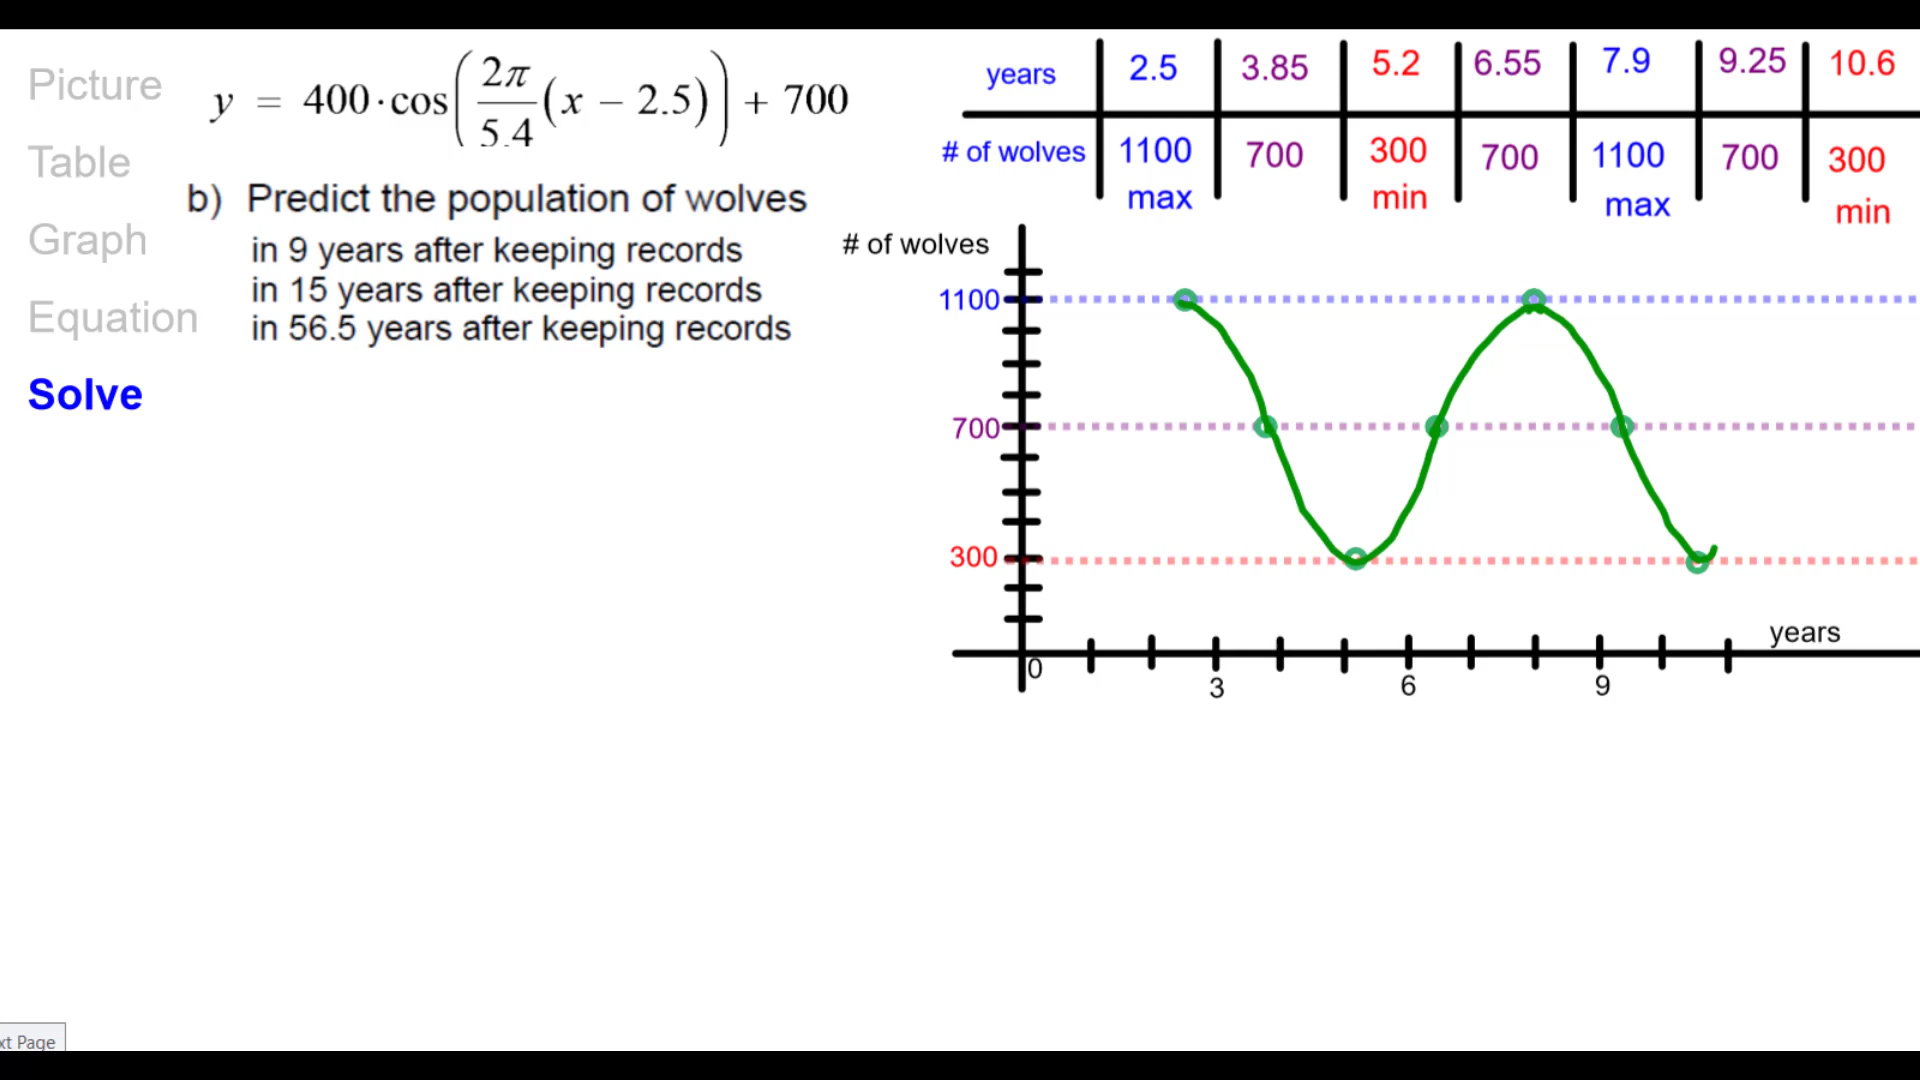 Picture
Table
Graph
Equation
Solve
y = 400·cos(2π/5.4 (x − 2.5)) + 700
b) Predict the population of wolves
in 9 years after keeping records
in 15 years after keeping records
in 56.5 years after keeping records
years 2.5 3.85 5.2 6.55 7.9 9.25 10.6
# of wolves 1100 700 300 700 1100 700 300
max min max min
# of wolves
1100
700
300
years
0 3 6 9
xt Page